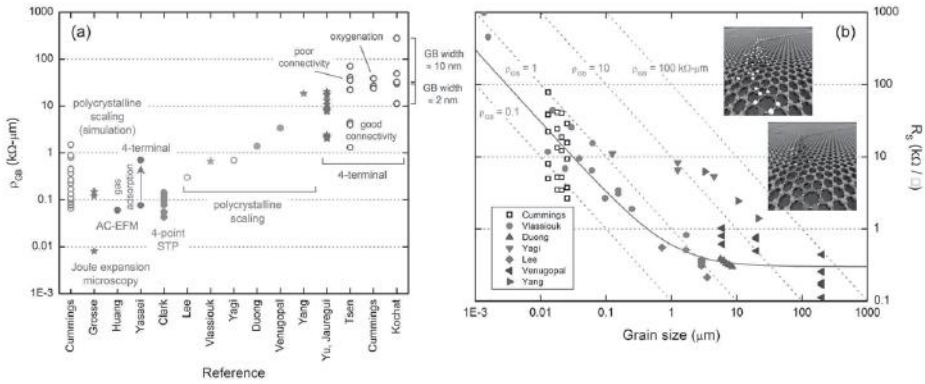 (a)
1000
100
10
1
0.1
0.01
1E-3
ρGB (kΩ-μm)
polycrystalline
scaling
(simulation)
4-terminal
gas
adsorption
AC-EFM
Joule expansion
microscopy
4-point
STP
polycrystalline
scaling
poor
connectivity
oxygenation
good
connectivity
4-terminal
GB width
≈ 10 nm
GB width
≈ 2 nm
Cummings
Grosse
Huang
Yasaei
Clark
Lee
Vlassiouk
Yagi
Duong
Venugopal
Yang
Yu, Jauregui
Tsen
Cummings
Kochat
Reference
(b)
ρGB = 0.1
ρGB = 1
ρGB = 10
ρGB = 100 kΩ-μm
Cummings
Vlassiouk
Duong
Yagi
Lee
Venugopal
Yang
1E-3
0.01
0.1
1
10
100
1000
Grain size (μm)
1000
100
10
1
0.1
RS (kΩ/□)